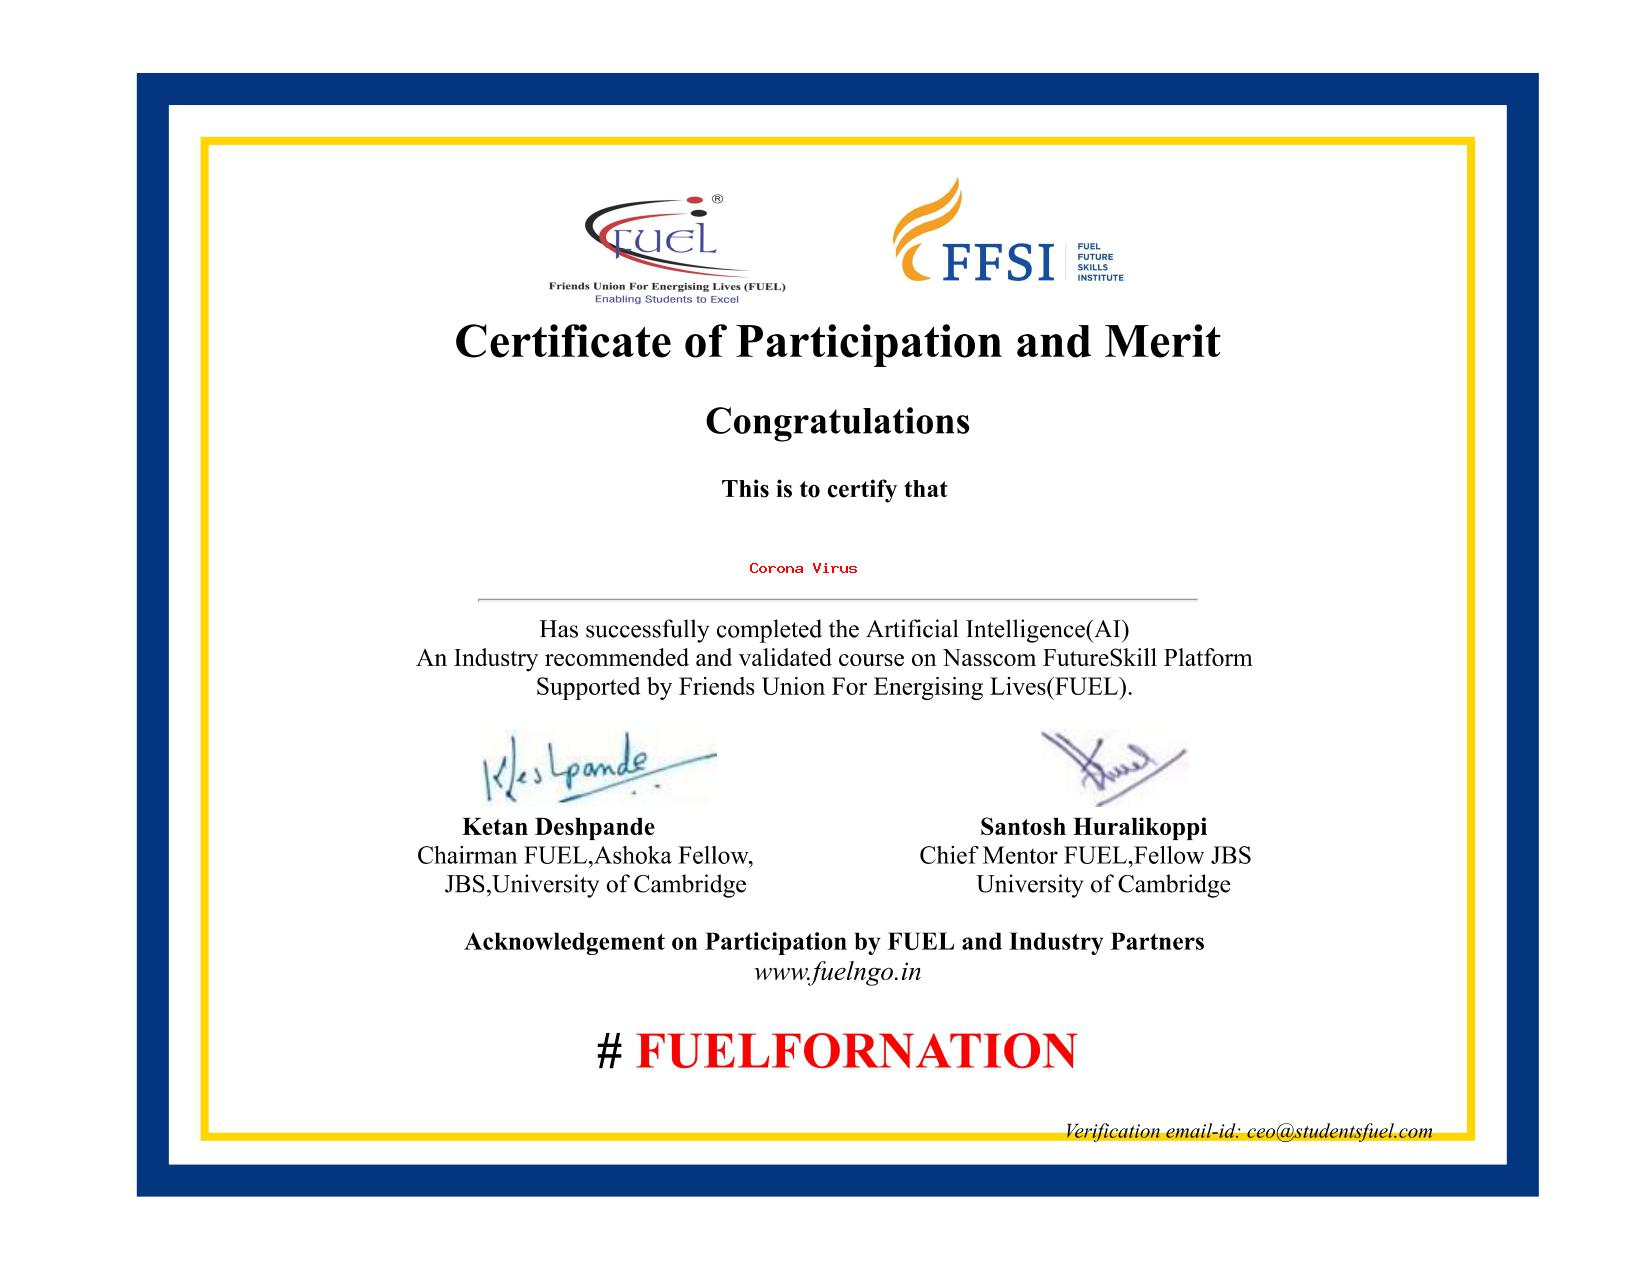 FUEL ®
Friends Union For Energising Lives (FUEL)
Enabling Students to Excel
FFSI
FUEL
FUTURE
SKILLS
INSTITUTE
Certificate of Participation and Merit
Congratulations
This is to certify that
Corona Virus
Has successfully completed the Artificial Intelligence(AI)
An Industry recommended and validated course on Nasscom FutureSkill Platform
Supported by Friends Union For Energising Lives(FUEL).
KDeshpande
Ketan Deshpande
Chairman FUEL,Ashoka Fellow,
JBS,University of Cambridge
Santosh Huralikoppi
Chief Mentor FUEL,Fellow JBS
University of Cambridge
Acknowledgement on Participation by FUEL and Industry Partners
www.fuelngo.in
# FUELFORNATION
Verification email-id: ceo@studentsfuel.com